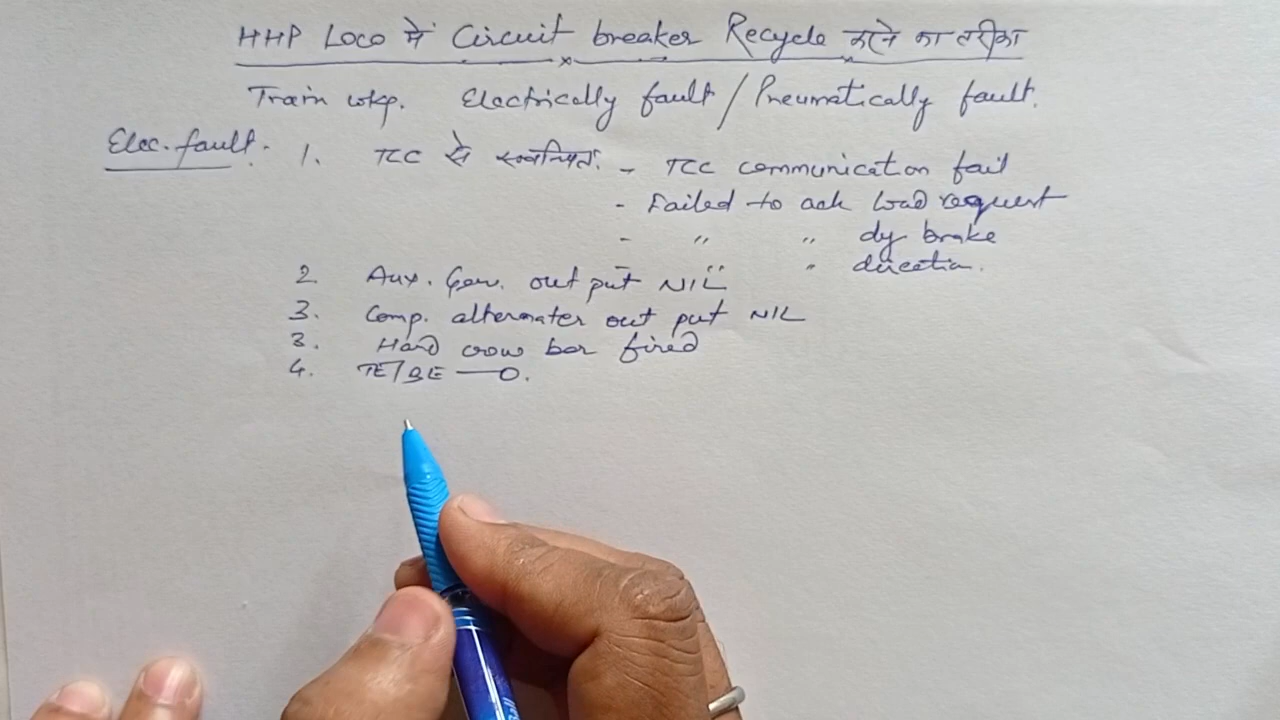 HHP Loco में Circuit breaker Recycle करने का तरीका
Train wkg. Electrically fault / Pneumatically fault.
Elec. fault. 1. TCC से सम्बन्धित. - TCC communication fail
- Failed to ack load request
- " " dy brake
- " " direction.
2. Aux. Gen. out put NIL
3. Comp. alternater out put NIL
3. Hard crow bar fired
4. TE/BE — 0.